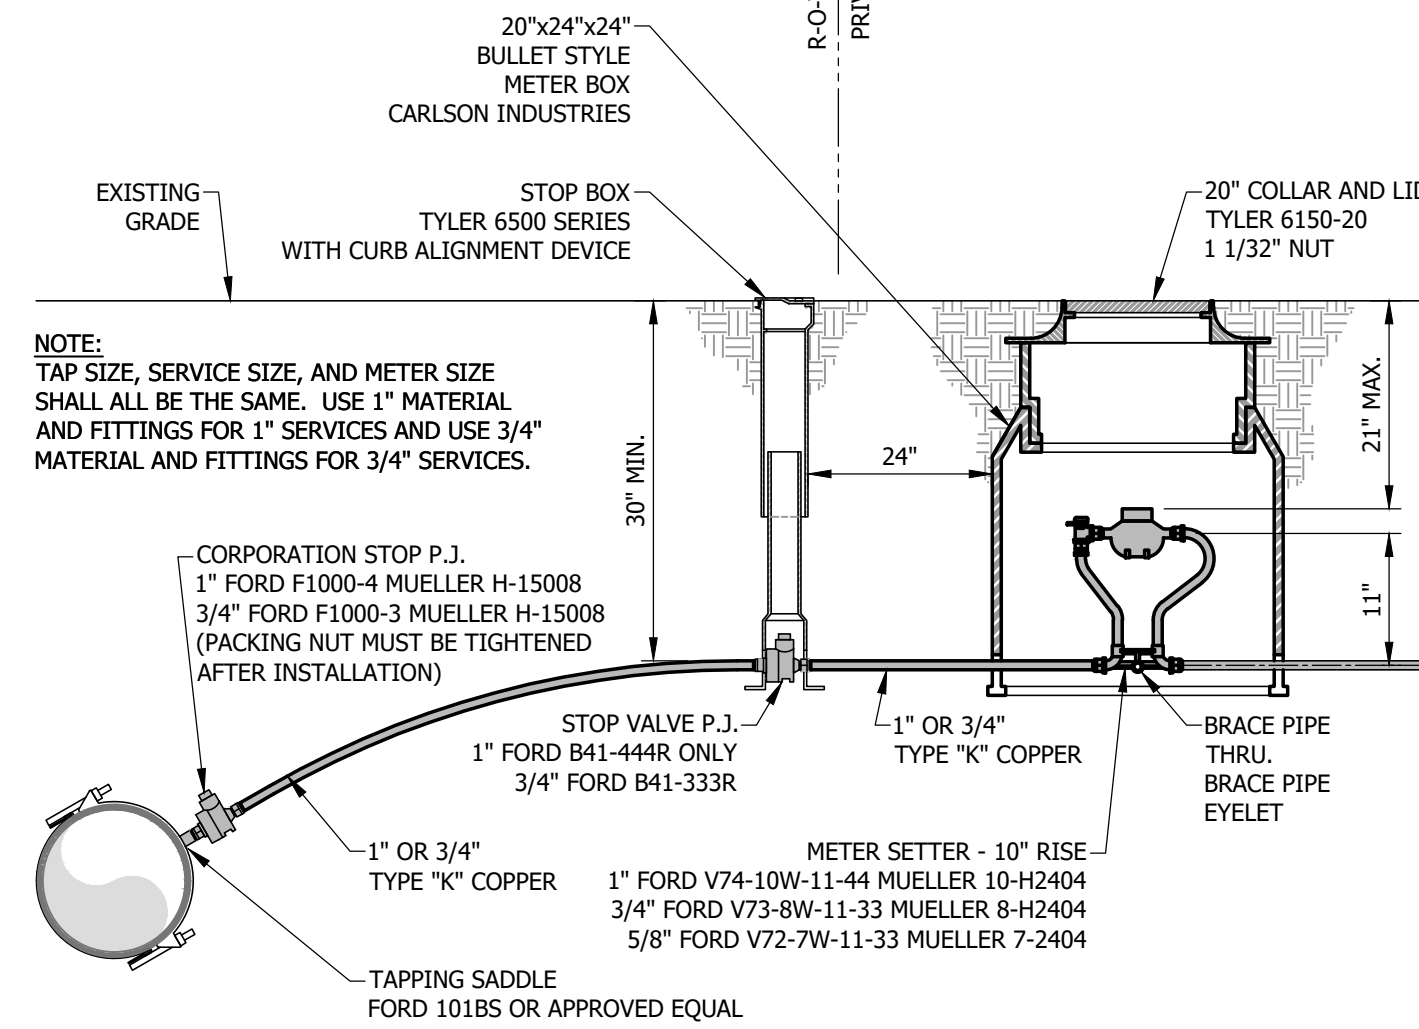 R-O-
PRIV
20"x24"x24"
BULLET STYLE
METER BOX
CARLSON INDUSTRIES
EXISTING
GRADE
STOP BOX
TYLER 6500 SERIES
WITH CURB ALIGNMENT DEVICE
20" COLLAR AND LID
TYLER 6150-20
1 1/32" NUT
NOTE:
TAP SIZE, SERVICE SIZE, AND METER SIZE
SHALL ALL BE THE SAME. USE 1" MATERIAL
AND FITTINGS FOR 1" SERVICES AND USE 3/4"
MATERIAL AND FITTINGS FOR 3/4" SERVICES.
30" MIN.
24"
21" MAX.
11"
CORPORATION STOP P.J.
1" FORD F1000-4 MUELLER H-15008
3/4" FORD F1000-3 MUELLER H-15008
(PACKING NUT MUST BE TIGHTENED
AFTER INSTALLATION)
STOP VALVE P.J.
1" FORD B41-444R ONLY
3/4" FORD B41-333R
1" OR 3/4"
TYPE "K" COPPER
BRACE PIPE
THRU.
BRACE PIPE
EYELET
1" OR 3/4"
TYPE "K" COPPER
METER SETTER - 10" RISE
1" FORD V74-10W-11-44 MUELLER 10-H2404
3/4" FORD V73-8W-11-33 MUELLER 8-H2404
5/8" FORD V72-7W-11-33 MUELLER 7-2404
TAPPING SADDLE
FORD 101BS OR APPROVED EQUAL